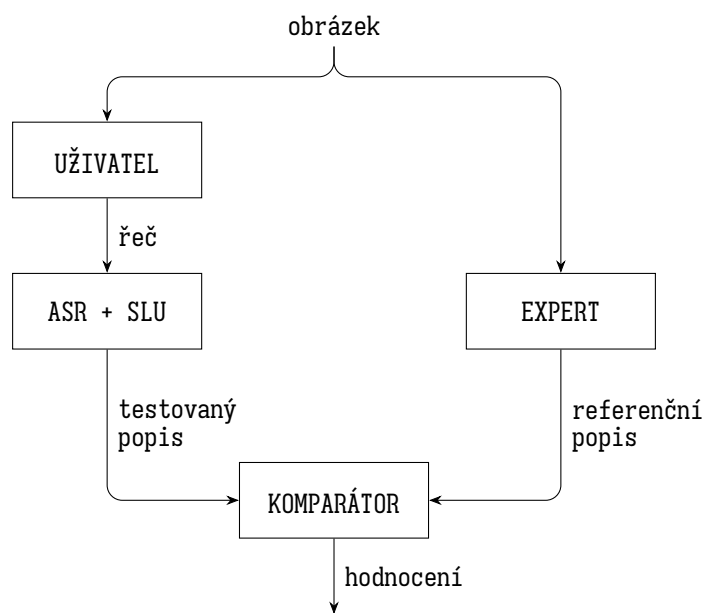 obrázek
UŽIVATEL
řeč
ASR + SLU
EXPERT
testovaný
popis
referenční
popis
KOMPARÁTOR
hodnocení